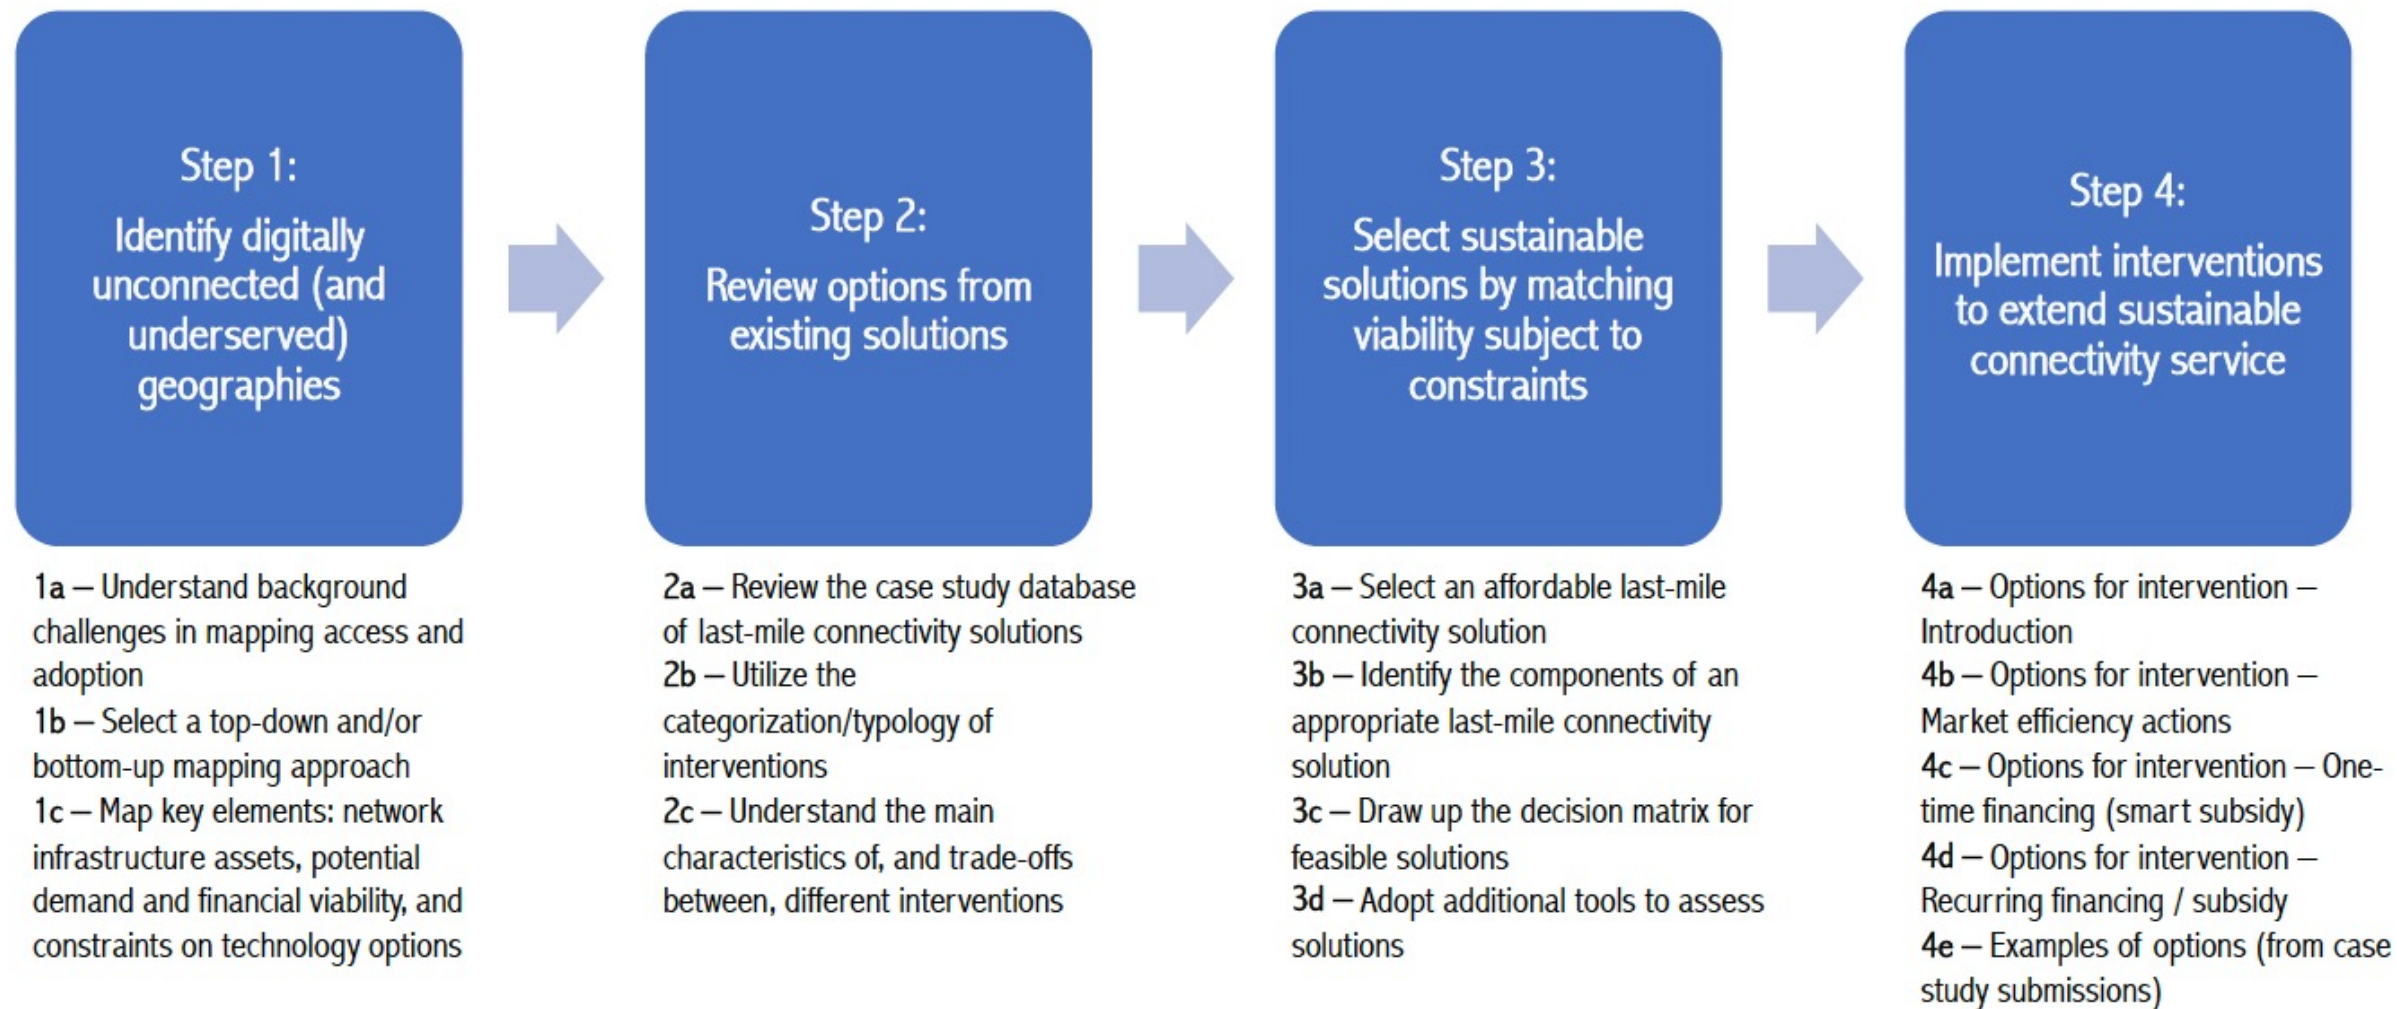 Step 1:
Identify digitally
unconnected (and
underserved)
geographies
1a – Understand background
challenges in mapping access and
adoption
1b – Select a top-down and/or
bottom-up mapping approach
1c – Map key elements: network
infrastructure assets, potential
demand and financial viability, and
constraints on technology options
Step 2:
Review options from
existing solutions
2a – Review the case study database
of last-mile connectivity solutions
2b – Utilize the
categorization/typology of
interventions
2c – Understand the main
characteristics of, and trade-offs
between, different interventions
Step 3:
Select sustainable
solutions by matching
viability subject to
constraints
3a – Select an affordable last-mile
connectivity solution
3b – Identify the components of an
appropriate last-mile connectivity
solution
3c – Draw up the decision matrix for
feasible solutions
3d – Adopt additional tools to assess
solutions
Step 4:
Implement interventions
to extend sustainable
connectivity service
4a – Options for intervention –
Introduction
4b – Options for intervention –
Market efficiency actions
4c – Options for intervention – One-
time financing (smart subsidy)
4d – Options for intervention –
Recurring financing / subsidy
4e – Examples of options (from case
study submissions)